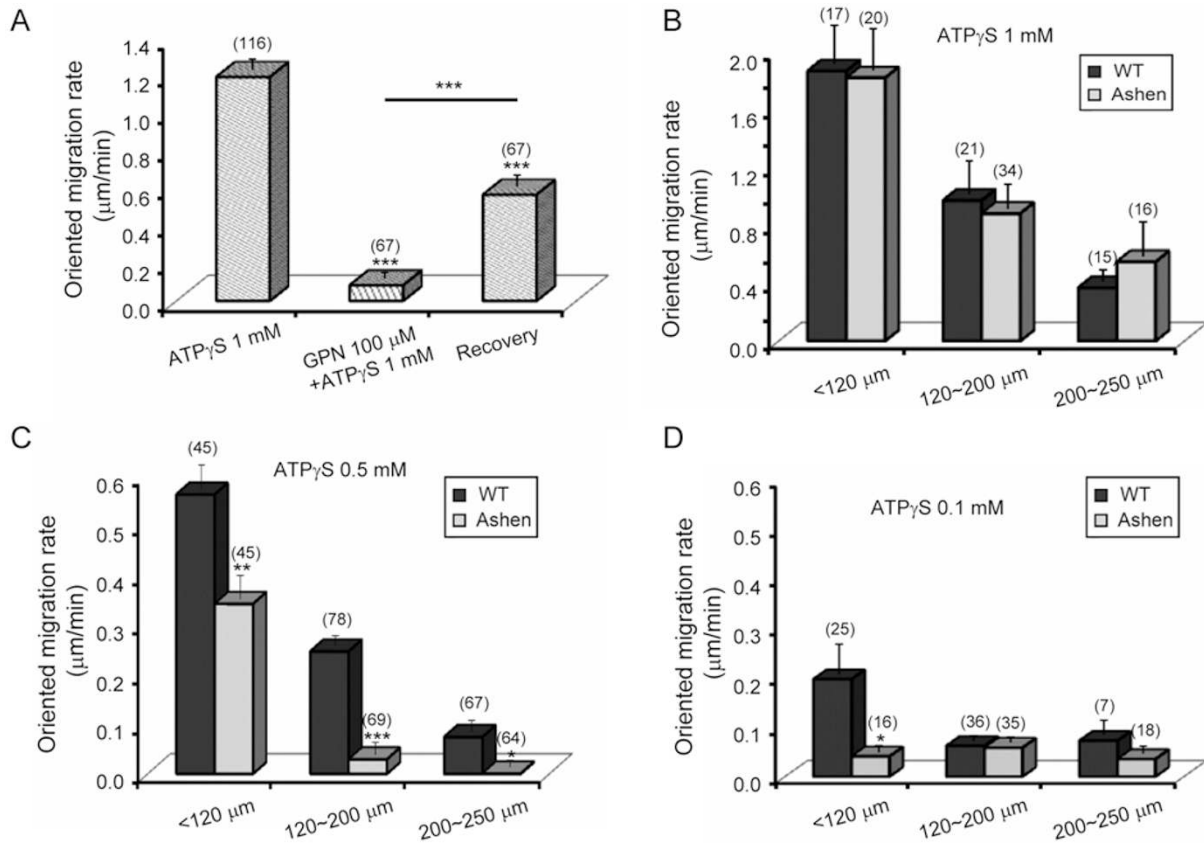 A
Oriented migration rate
(μm/min)
1.4
1.2
1.0
0.8
0.6
0.4
0.2
0.0
(116)
(67)
***
***
(67)
***
ATPγS 1 mM
GPN 100 μM
+ATPγS 1 mM
Recovery
B
ATPγS 1 mM
WT
Ashen
Oriented migration rate
(μm/min)
2.0
1.6
1.2
0.8
0.4
0.0
(17)
(20)
(21)
(34)
(15)
(16)
<120 μm
120~200 μm
200~250 μm
C
ATPγS 0.5 mM
WT
Ashen
Oriented migration rate
(μm/min)
0.6
0.5
0.4
0.3
0.2
0.1
0.0
(45)
(45)
**
(78)
(69)
***
(67)
(64)
*
<120 μm
120~200 μm
200~250 μm
D
ATPγS 0.1 mM
WT
Ashen
Oriented migration rate
(μm/min)
0.6
0.5
0.4
0.3
0.2
0.1
0.0
(25)
(16)
*
(36)
(35)
(7)
(18)
<120 μm
120~200 μm
200~250 μm